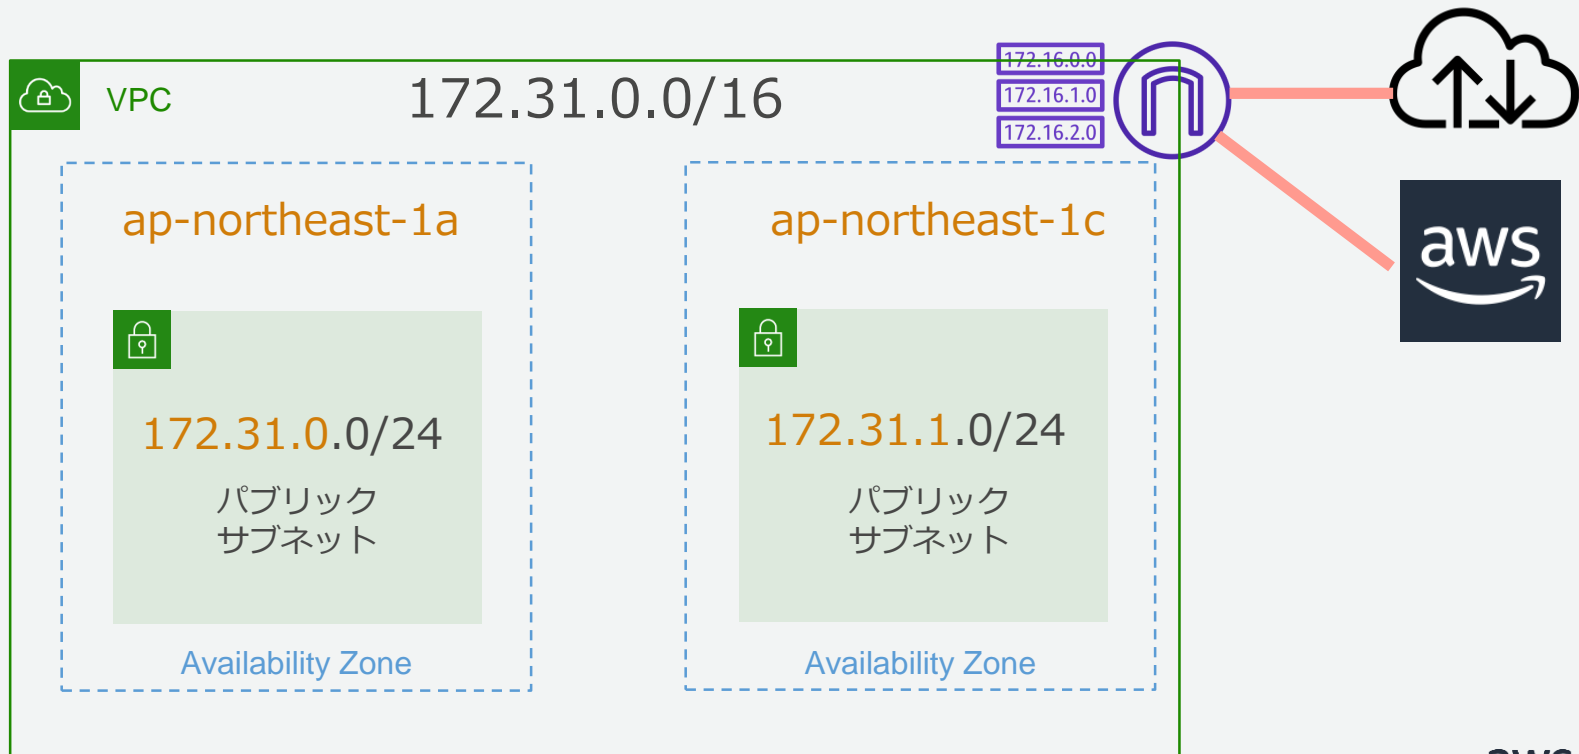 VPC
172.31.0.0/16
172.16.0.0
172.16.1.0
172.16.2.0
ap-northeast-1a
ap-northeast-1c
aws
172.31.0.0/24
パブリック
サブネット
172.31.1.0/24
パブリック
サブネット
Availability Zone
Availability Zone
aws